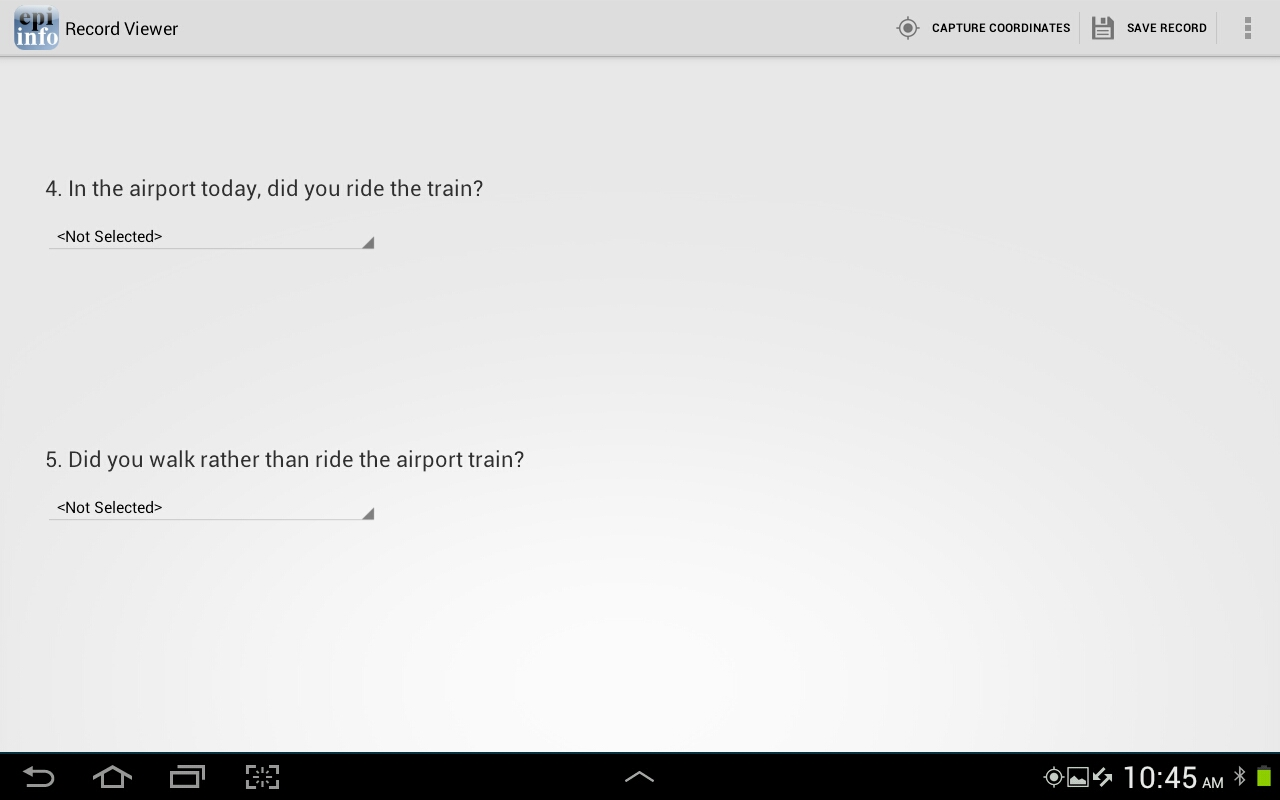 epi
info
Record Viewer
CAPTURE COORDINATES
SAVE RECORD
4. In the airport today, did you ride the train?
<Not Selected>
5. Did you walk rather than ride the airport train?
<Not Selected>
10:45 AM